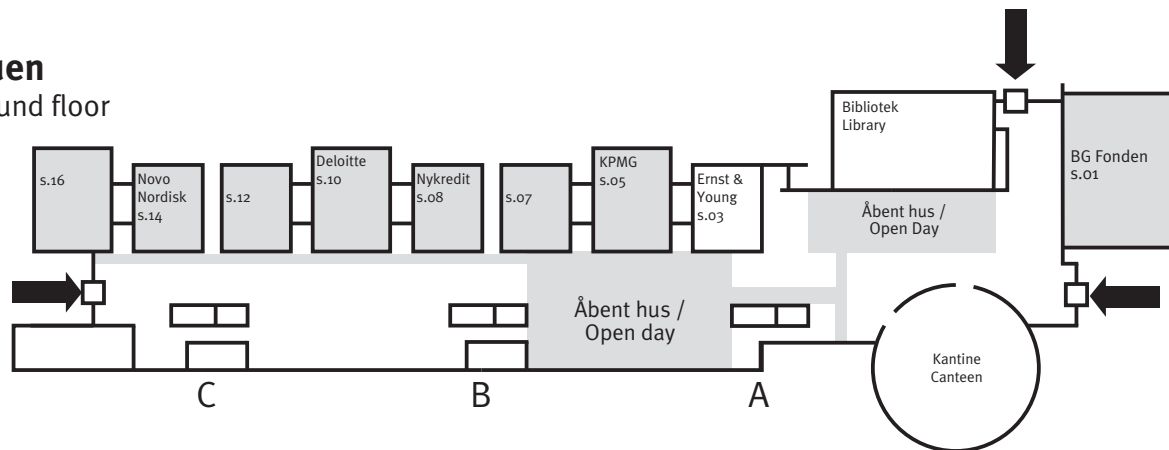 und floor
Bibliotek
Library
BG Fonden
s.01
s.16
Novo
Nordisk
s.14
s.12
Deloitte
s.10
Nykredit
s.08
s.07
KPMG
s.05
Ernst &
Young
s.03
Åbent hus /
Open Day
Åbent hus /
Open day
Kantine
Canteen
C
B
A